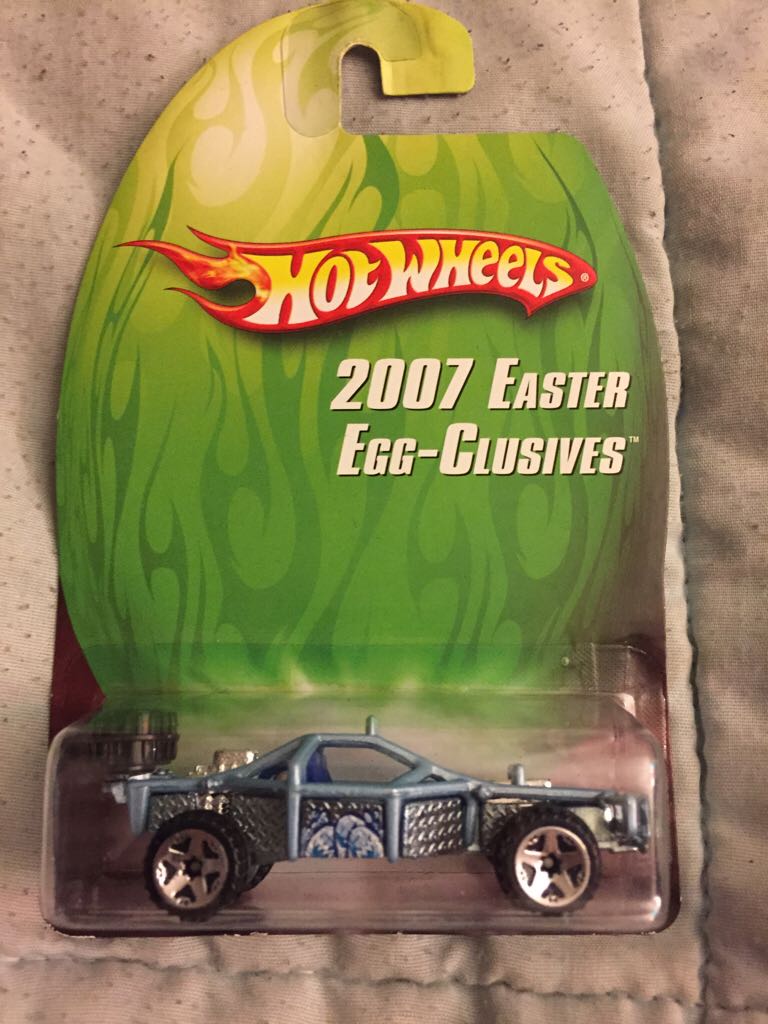 Hot Wheels®
2007 Easter
Egg-Clusives™